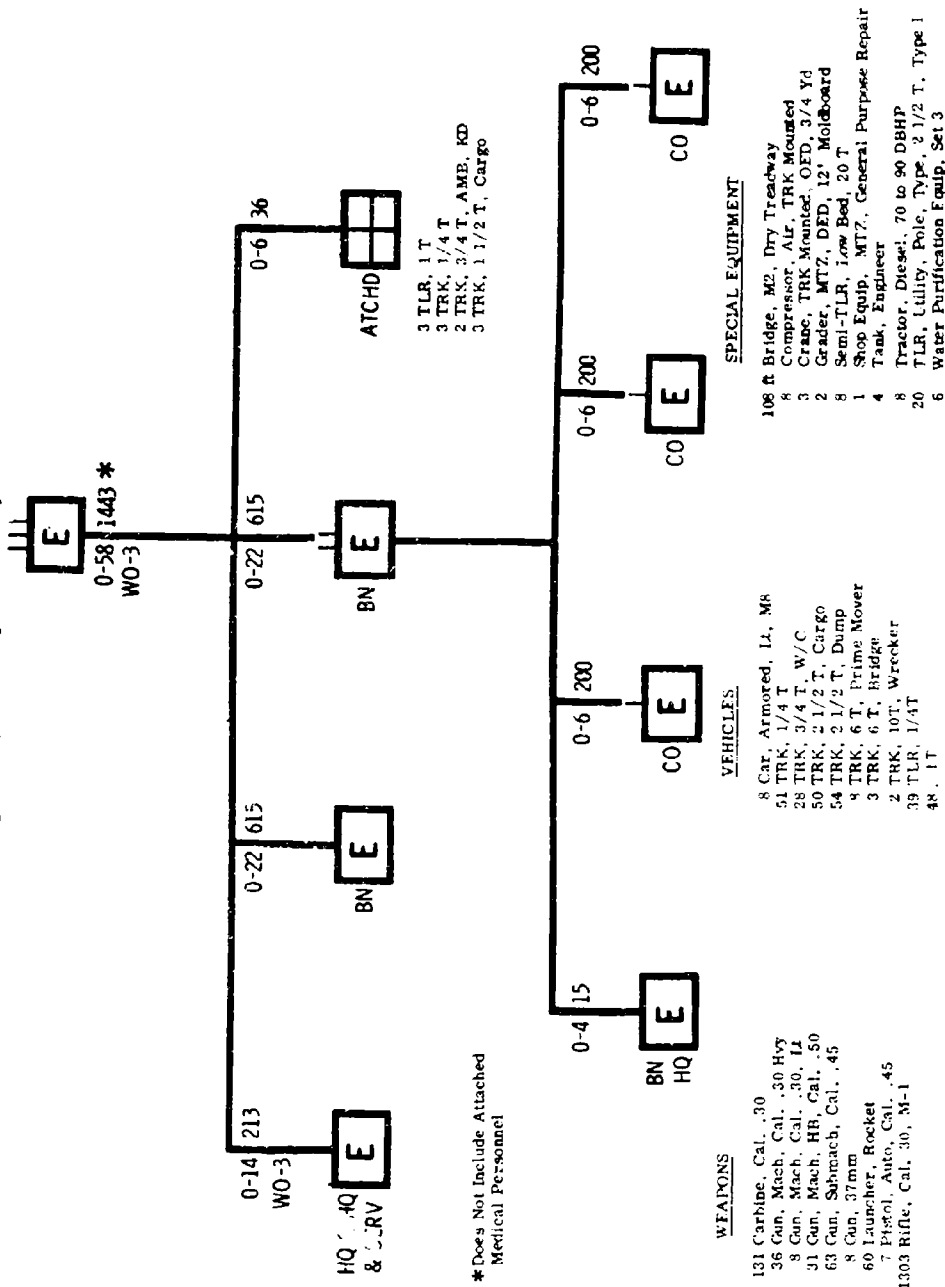 E
0-58 1443 *
WO-3
0-14 213
WO-3
HQ
&
E
0-22 615
BN
E
0-22 615
BN
E
0-6 36
ATCHD
3 TLR, 1 T
3 TRK, 1/4 T
2 TRK, 3/4 T, AMB, KD
3 TRK, 1 1/2 T, Cargo
* Does Not Include Attached
Medical Personnel
0-4 15
BN
HQ
E
0-6 200
CO
E
0-6 200
CO
E
0-6 200
CO
E
WEAPONS
131 Carbine, Cal. .30
36 Gun, Mach, Cal. .30 Hvy
8 Gun, Mach, Cal. .30, Lt
31 Gun, Mach, HB, Cal. .50
63 Gun, Submach, Cal. .45
8 Gun, 37mm
60 Launcher, Rocket
7 Pistol, Auto, Cal. .45
1303 Rifle, Cal, 30, M-1
VEHICLES
8 Car, Armored, Lt, M8
51 TRK, 1/4 T
28 TRK, 3/4 T, W/C
50 TRK, 2 1/2 T, Cargo
54 TRK, 2 1/2 T, Dump
TRK, 6 T, Prime Mover
3 TRK, 6 T, Bridge
2 TRK, 10T, Wrecker
39 TLR, 1/4T
48 1T
SPECIAL EQUIPMENT
108 ft Bridge, M2, Dry Treadway
8 Compressor, Air, TRK Mounted
3 Crane, TRK Mounted, OED, 3/4 Yd
2 Grader, MTZ, DED, 12' Moldboard
8 Semi-TLR, Low Bed, 20 T
1 Shop Equip, MTZ, General Purpose Repair
4 Tank, Engineer
8 Tractor, Diesel, 70 to 90 DBHP
20 TLR, Utility, Pole, Type, 2 1/2 T, Type 1
6 Water Purification Equip, Set 3